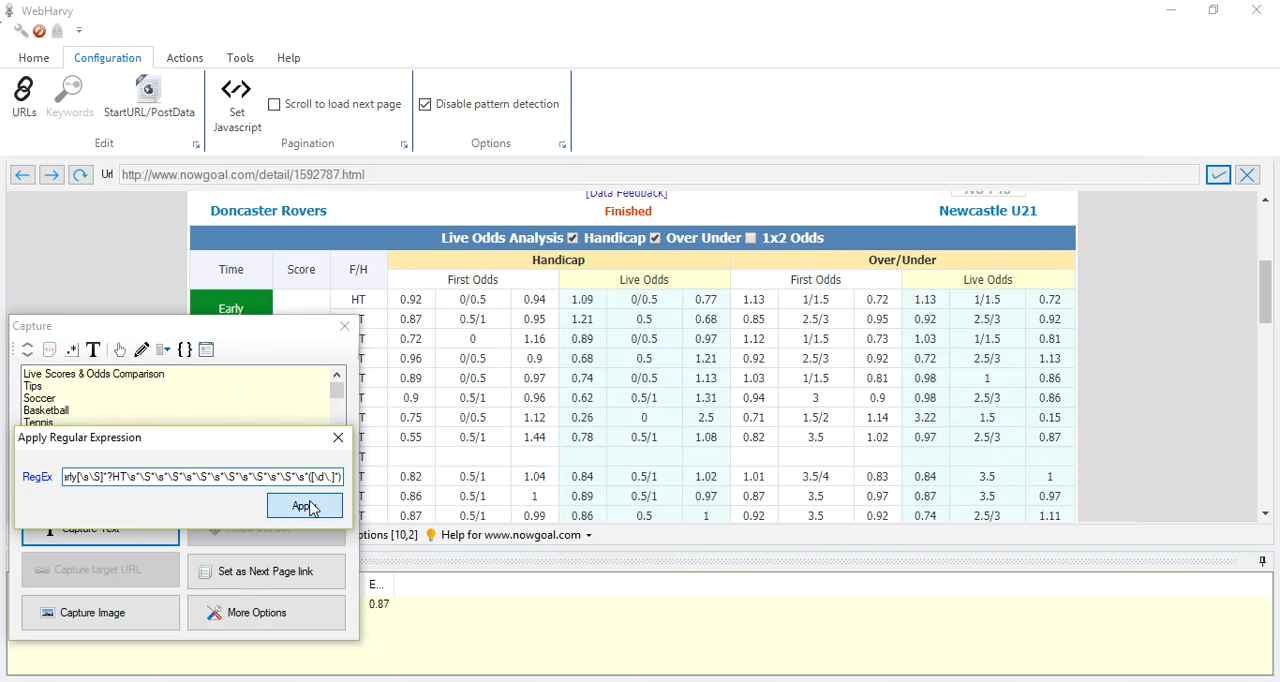 WebHarvy
Home Configuration Actions Tools Help
URLs Keywords StartURL/PostData
Set Javascript
Scroll to load next page
Disable pattern detection
Edit Pagination Options
Url http://www.nowgoal.com/detail/1592787.html
[Data Feedback]
Doncaster Rovers Finished Newcastle U21
Live Odds Analysis Handicap Over Under 1x2 Odds
Time Score F/H Handicap Over/Under
First Odds Live Odds First Odds Live Odds
Early HT 0.92 0/0.5 0.94 1.09 0/0.5 0.77 1.13 1/1.5 0.72 1.13 1/1.5 0.72
T 0.87 0.5/1 0.95 1.21 0.5 0.68 0.85 2.5/3 0.95 0.92 2.5/3 0.92
T 0.72 0 1.16 0.89 0/0.5 0.97 1.12 1/1.5 0.73 1.03 1/1.5 0.81
T 0.96 0/0.5 0.9 0.68 0.5 1.21 0.92 2.5/3 0.92 0.72 2.5/3 1.13
T 0.89 0/0.5 0.97 0.74 0/0.5 1.13 1.03 1/1.5 0.81 0.98 1 0.86
T 0.9 0.5/1 0.96 0.62 0.5/1 1.31 0.94 3 0.9 0.98 2.5/3 0.86
T 0.75 0/0.5 1.12 0.26 0 2.5 0.71 1.5/2 1.14 3.22 1.5 0.15
T 0.55 0.5/1 1.44 0.78 0.5/1 1.08 0.82 3.5 1.02 0.97 2.5/3 0.87
T
T 0.82 0.5/1 1.04 0.84 0.5/1 1.02 1.01 3.5/4 0.83 0.84 3.5 1
T 0.86 0.5/1 1 0.89 0.5/1 0.97 0.87 3.5 0.97 0.87 3.5 0.97
T 0.87 0.5/1 0.99 0.86 0.5 1 0.92 3.5 0.92 0.74 2.5/3 1.11
Capture
Live Scores & Odds Comparison
Tips
Soccer
Basketball
Tennis
Apply Regular Expression
RegEx arly[\s\S]*?HT\s*\S*\s*\S*\s*\S*\s*\S*\s*\S*\s*\S*\s*([\d\.]*)
Apply
Capture Text
Capture target URL Set as Next Page link
Capture Image More Options
ptions [10,2] Help for www.nowgoal.com
E...
0.87